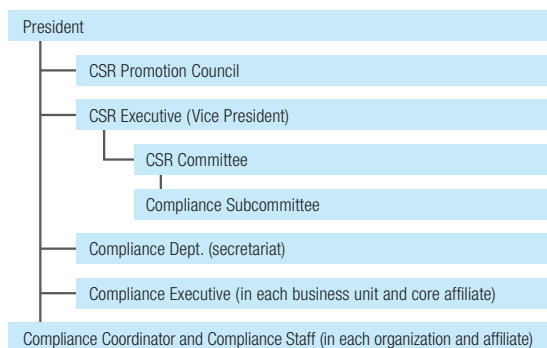 President
CSR Promotion Council
CSR Executive (Vice President)
CSR Committee
Compliance Subcommittee
Compliance Dept. (secretariat)
Compliance Executive (in each business unit and core affiliate)
Compliance Coordinator and Compliance Staff (in each organization and affiliate)